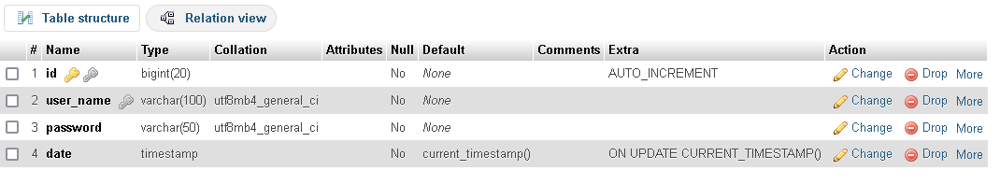 Table structure Relation view
# Name Type Collation Attributes Null Default Comments Extra Action
1 id bigint(20) No None AUTO_INCREMENT Change Drop More
2 user_name varchar(100) utf8mb4_general_ci No None Change Drop More
3 password varchar(50) utf8mb4_general_ci No None Change Drop More
4 date timestamp No current_timestamp() ON UPDATE CURRENT_TIMESTAMP() Change Drop More